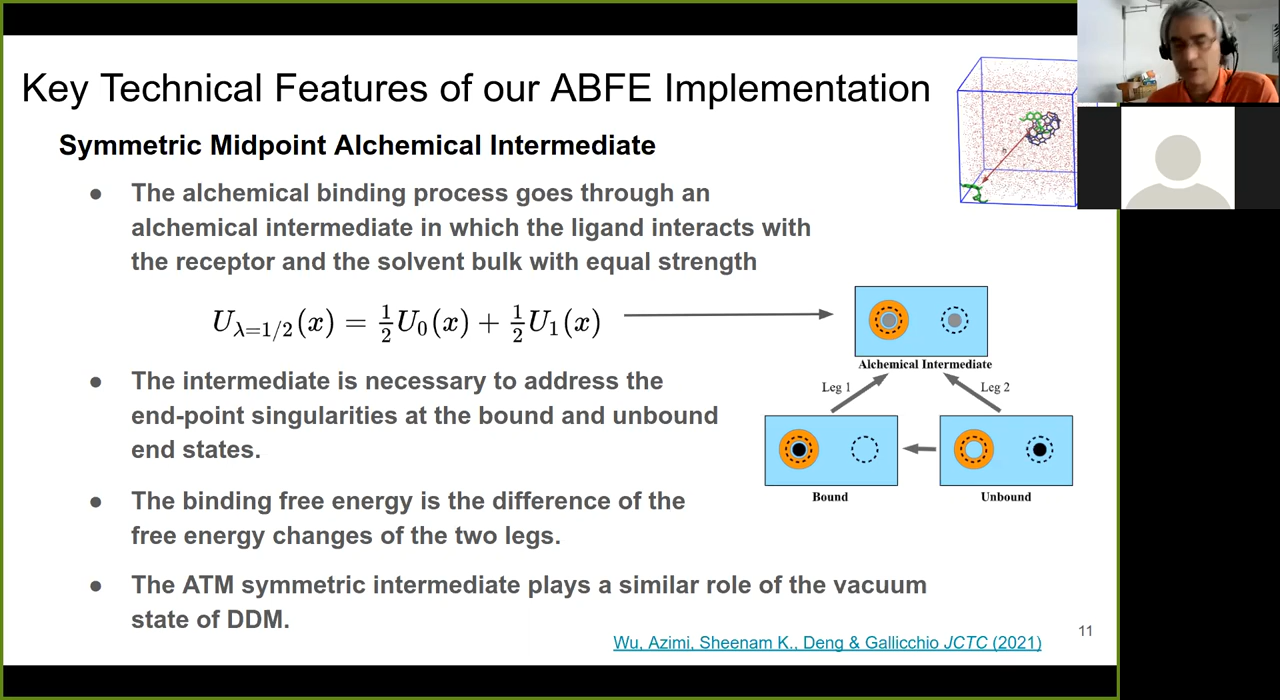 Key Technical Features of our ABFE Implementation
Symmetric Midpoint Alchemical Intermediate
● The alchemical binding process goes through an
alchemical intermediate in which the ligand interacts with
the receptor and the solvent bulk with equal strength
U_{λ=1/2}(x) = 1/2 U_0(x) + 1/2 U_1(x)
Alchemical Intermediate
Leg 1
Leg 2
Bound
Unbound
● The intermediate is necessary to address the
end-point singularities at the bound and unbound
end states.
● The binding free energy is the difference of the
free energy changes of the two legs.
● The ATM symmetric intermediate plays a similar role of the vacuum
state of DDM.
Wu, Azimi, Sheenam K., Deng & Gallicchio JCTC (2021)
11